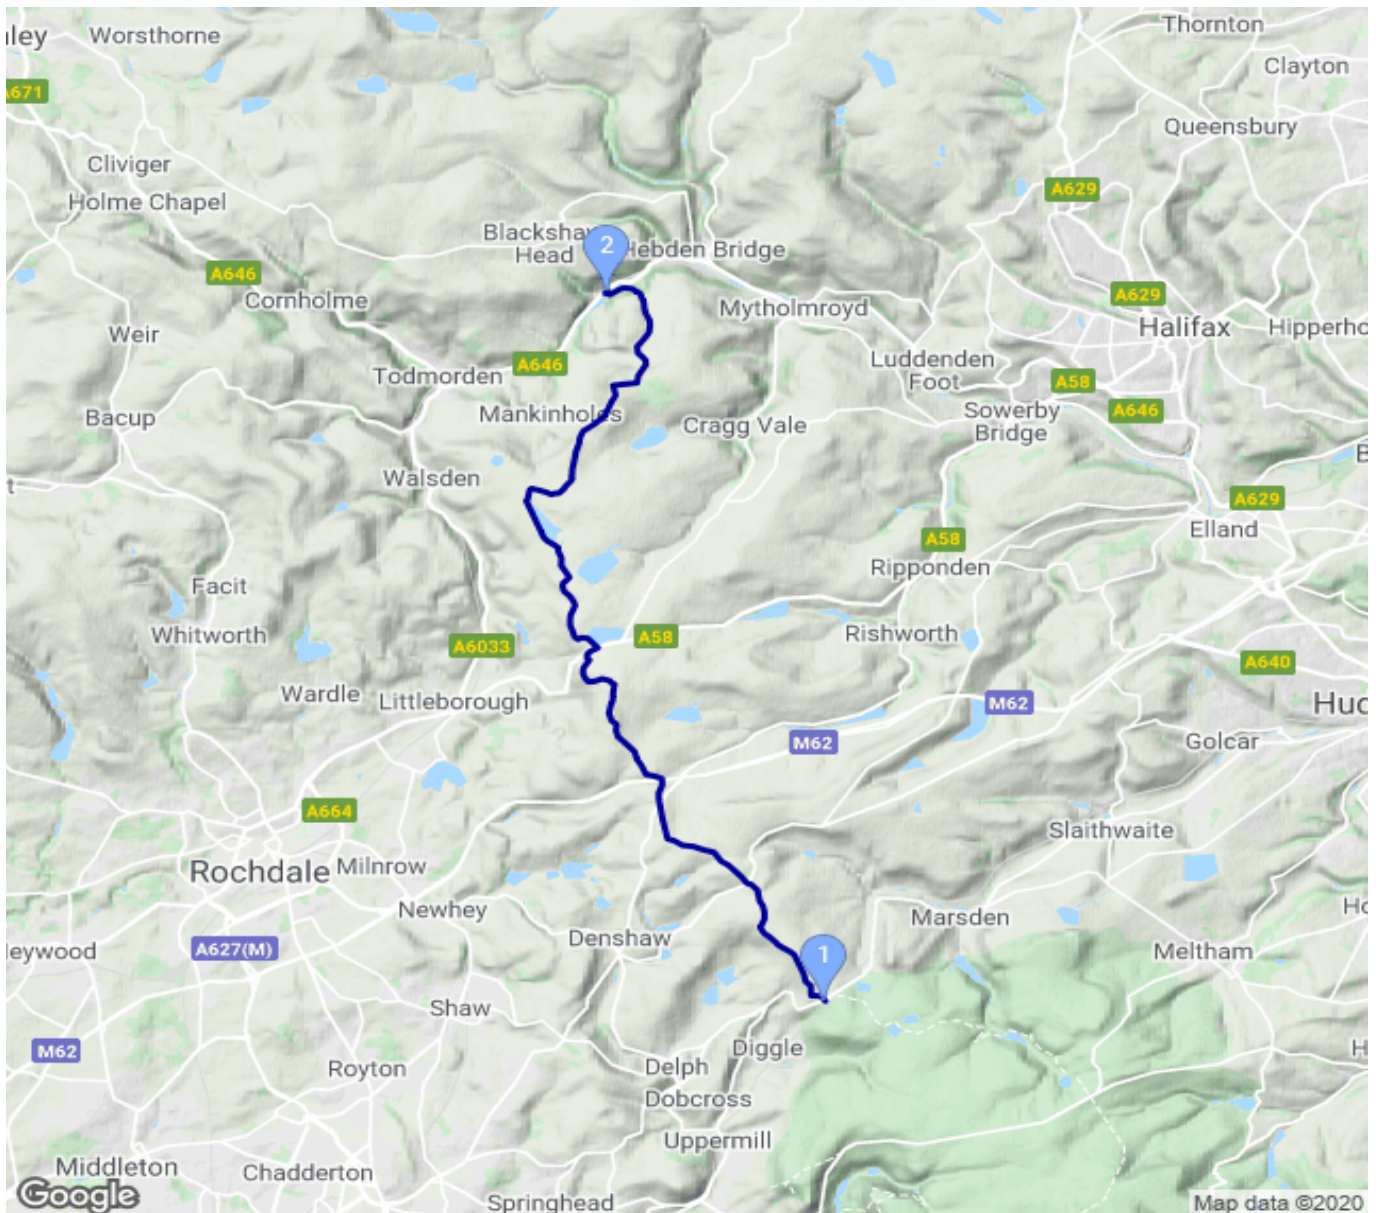 Worsthorne
Thornton
Clayton
A671
Queensbury
Cliviger
Holme Chapel
A629
Blackshaw
Head
2
Hebden Bridge
A646
Cornholme
A629
Mytholmroyd
Halifax
Weir
Luddenden
Foot
A646
Todmorden
A58
Mankinholes
Sowerby
Bridge
A646
Bacup
Cragg Vale
Walsden
A629
Elland
A58
Ripponden
Facit
Whitworth
Rishworth
A58
A6033
A640
Wardle
Littleborough
M62
M62
Golcar
A664
Slaithwaite
Rochdale
Milnrow
Newhey
Marsden
Denshaw
A627(M)
Meltham
1
Shaw
Diggle
M62
Royton
Delph
Dobcross
Uppermill
Middleton
Chadderton
Springhead
Google
Map data ©2020